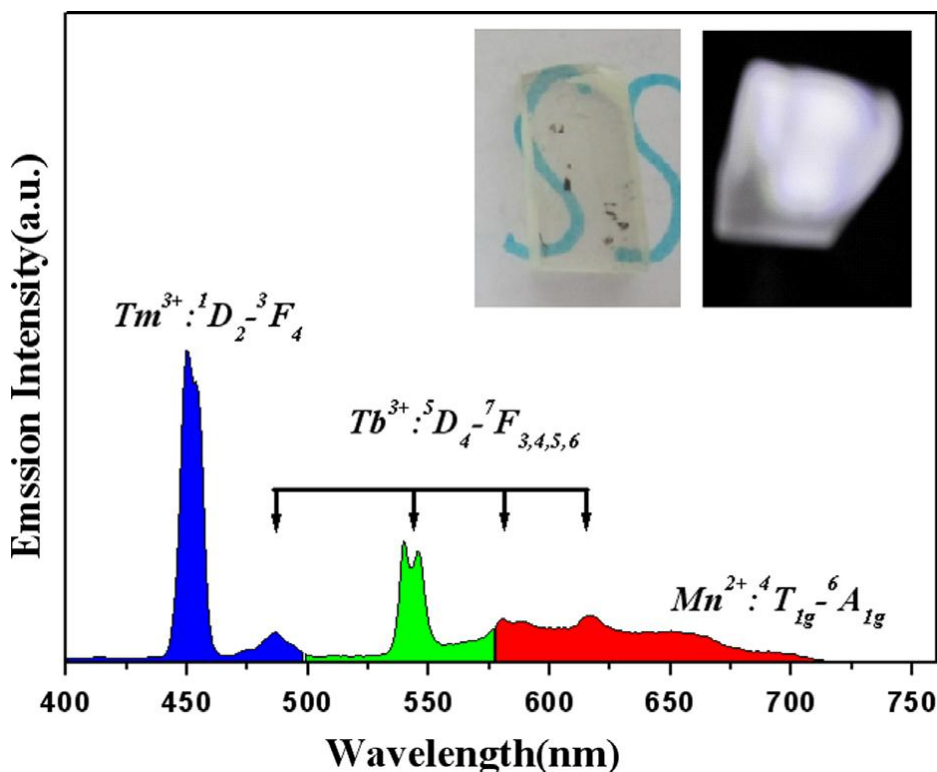 Tm³⁺:¹D₂-³F₄
Tb³⁺:⁵D₄-⁷F₃,₄,₅,₆
Mn²⁺:⁴T₁g-⁶A₁g
Emssion Intensity(a.u.)
400 450 500 550 600 650 700 750
Wavelength(nm)
SS